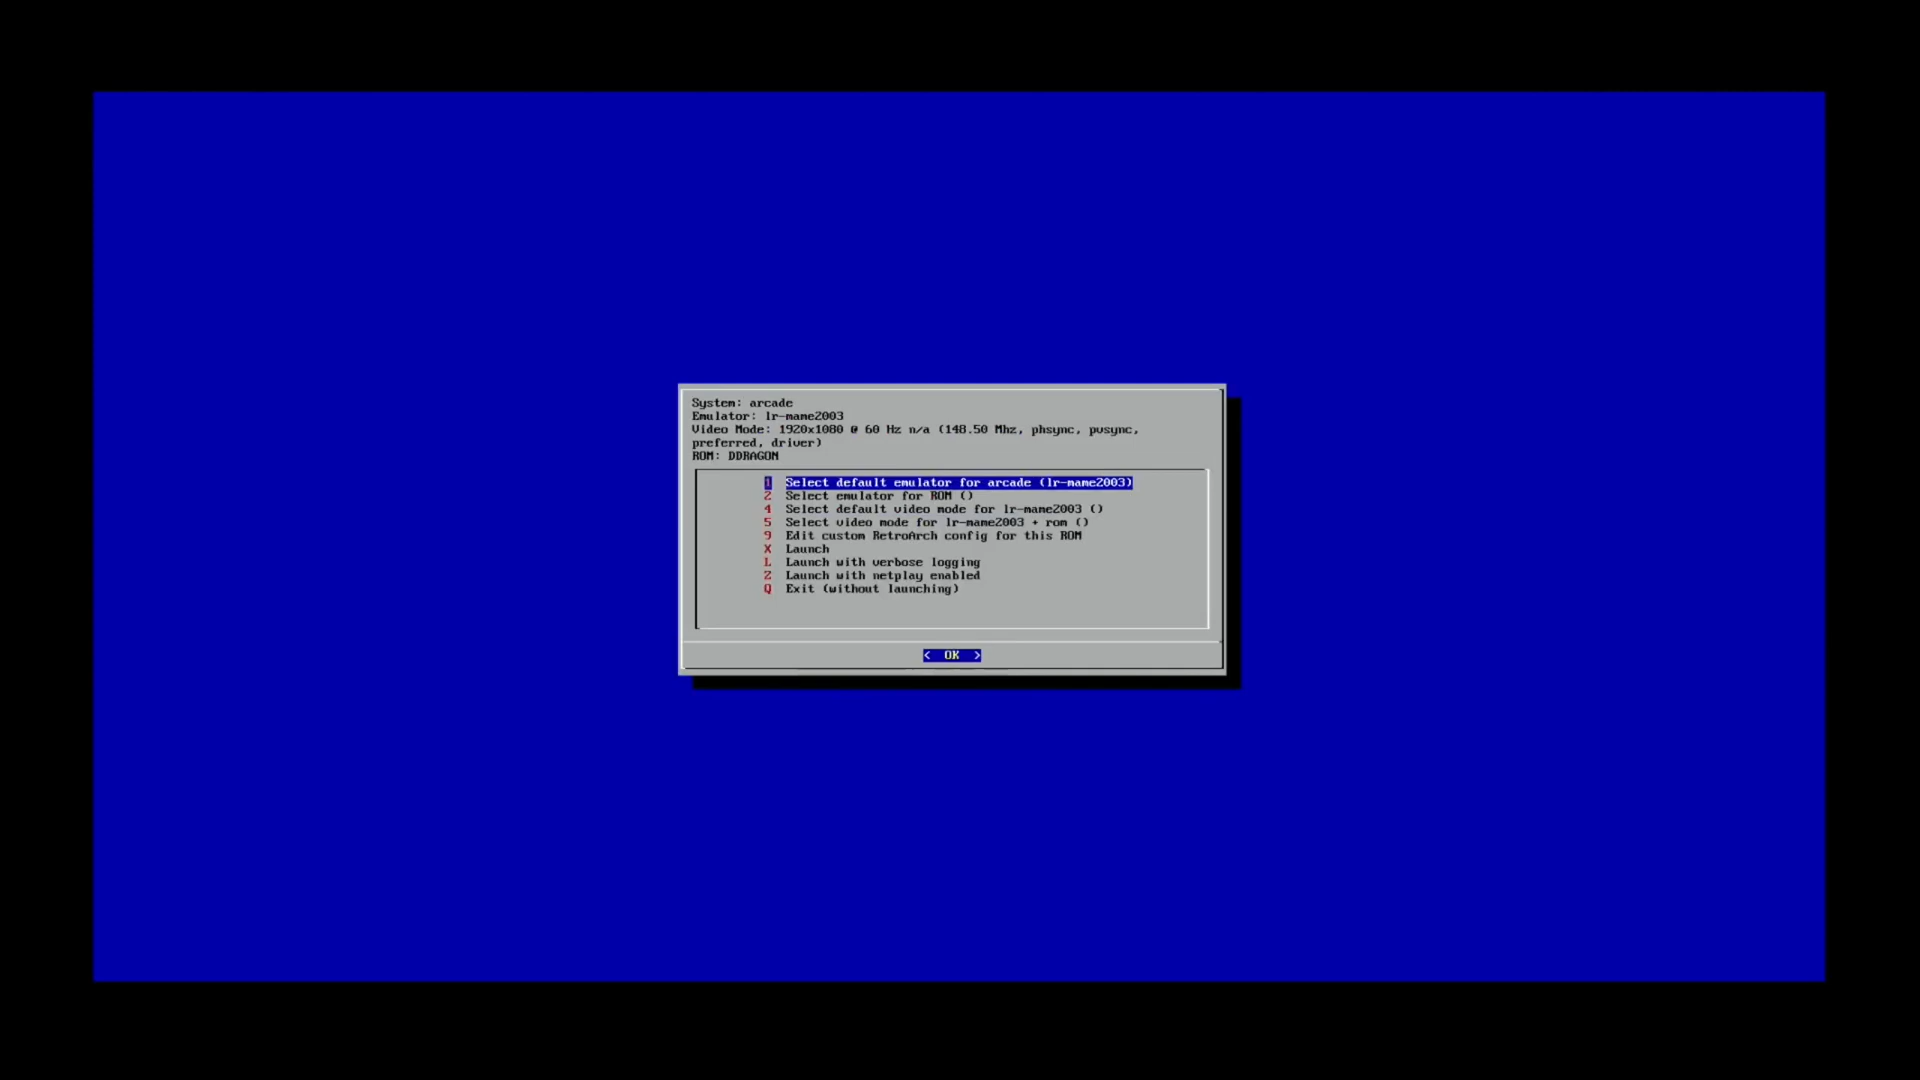 System: arcade
Emulator: lr-mame2003
Video Mode: 1920x1080 @ 60 Hz n/a (148.50 Mhz, phsync, pvsync,
preferred, driver)
ROM: DDRAGON
1 Select default emulator for arcade (lr-mame2003)
2 Select emulator for ROM ()
4 Select default video mode for lr-mame2003 ()
5 Select video mode for lr-mame2003 + rom ()
9 Edit custom RetroArch config for this ROM
X Launch
L Launch with verbose logging
Z Launch with netplay enabled
Q Exit (without launching)
< OK >